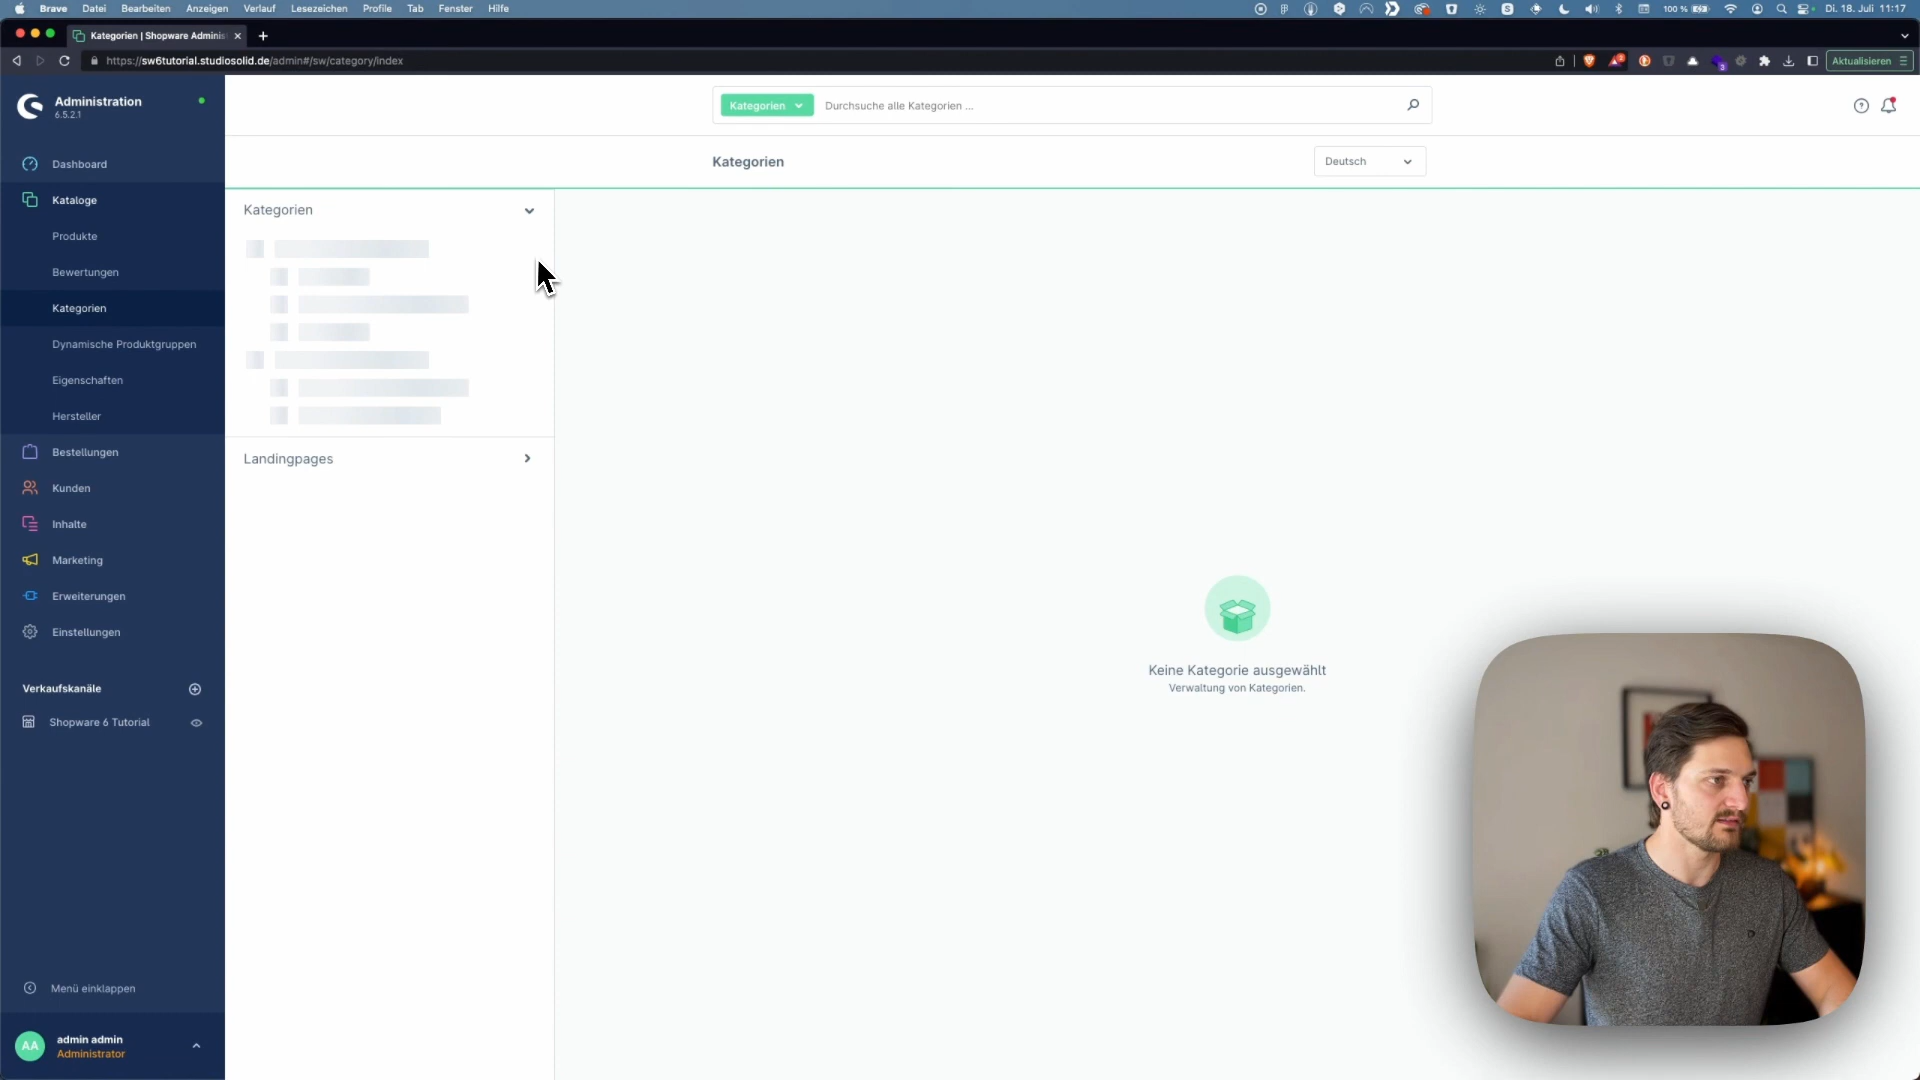 Brave Datei Bearbeiten Anzeigen Verlauf Lesezeichen Profile Tab Fenster Hilfe
100 % Di. 18. Juli 11:17
Kategorien | Shopware Adminis
https://sw6tutorial.studiosolid.de/admin#/sw/category/index
Aktualisieren
Administration
6.5.2.1
Kategorien
Durchsuche alle Kategorien ...
Kategorien
Deutsch
Dashboard
Kataloge
Produkte
Bewertungen
Kategorien
Dynamische Produktgruppen
Eigenschaften
Hersteller
Bestellungen
Kunden
Inhalte
Marketing
Erweiterungen
Einstellungen
Verkaufskanäle
Shopware 6 Tutorial
Menü einklappen
AA
admin admin
Administrator
Kategorien
Landingpages
Keine Kategorie ausgewählt
Verwaltung von Kategorien.